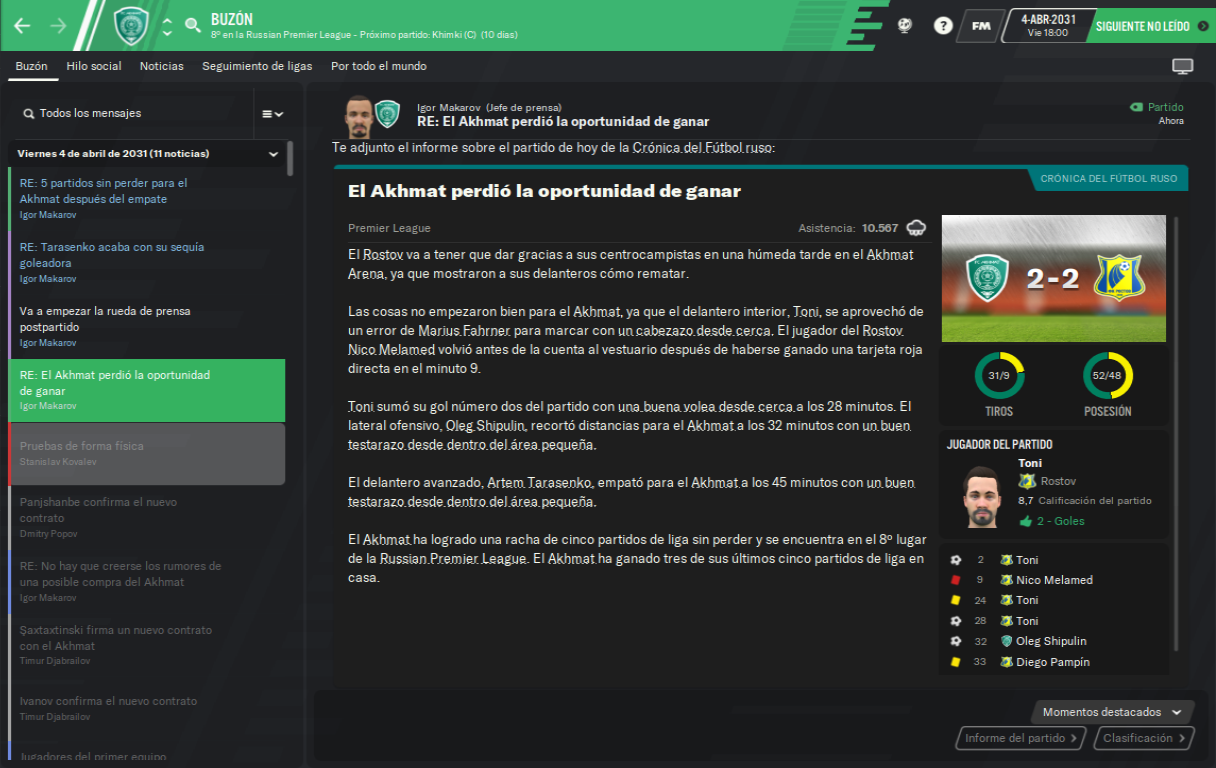 BUZÓN
8º en la Russian Premier League - Próximo partido: Khimki (C) (10 días)
?
FM
4-ABR-2031
Vie 18:00
SIGUIENTE NO LEÍDO
Buzón
Hilo social
Noticias
Seguimiento de ligas
Por todo el mundo
Todos los mensajes
Viernes 4 de abril de 2031 (11 noticias)
RE: 5 partidos sin perder para el
Akhmat después del empate
Igor Makarov
RE: Tarasenko acaba con su sequía
goleadora
Igor Makarov
Va a empezar la rueda de prensa
postpartido
Igor Makarov
RE: El Akhmat perdió la oportunidad
de ganar
Igor Makarov
Pruebas de forma física
Stanislav Kovalev
Panjshanbe confirma el nuevo
contrato
Dmitry Popov
RE: No hay que creerse los rumores de
una posible compra del Akhmat
Igor Makarov
Şaxtaxtinski firma un nuevo contrato
con el Akhmat
Timur Djabrailov
Ivanov confirma el nuevo contrato
Timur Djabrailov
Jugadores del primer equipo
Igor Makarov (Jefe de prensa)
RE: El Akhmat perdió la oportunidad de ganar
Partido
Ahora
Te adjunto el informe sobre el partido de hoy de la Crónica del Fútbol ruso:
CRÓNICA DEL FÚTBOL RUSO
El Akhmat perdió la oportunidad de ganar
Premier League
Asistencia: 10.567
El Rostov va a tener que dar gracias a sus centrocampistas en una húmeda tarde en el Akhmat
Arena, ya que mostraron a sus delanteros cómo rematar.
Las cosas no empezaron bien para el Akhmat, ya que el delantero interior, Toni, se aprovechó de
un error de Marius Fahrner para marcar con un cabezazo desde cerca. El jugador del Rostov
Nico Melamed volvió antes de la cuenta al vestuario después de haberse ganado una tarjeta roja
directa en el minuto 9.
Toni sumó su gol número dos del partido con una buena volea desde cerca a los 28 minutos. El
lateral ofensivo, Oleg Shipulin, recortó distancias para el Akhmat a los 32 minutos con un buen
testarazo desde dentro del área pequeña.
El delantero avanzado, Artem Tarasenko, empató para el Akhmat a los 45 minutos con un buen
testarazo desde dentro del área pequeña.
El Akhmat ha logrado una racha de cinco partidos de liga sin perder y se encuentra en el 8º lugar
de la Russian Premier League. El Akhmat ha ganado tres de sus últimos cinco partidos de liga en
casa.
2-2
31/9
TIROS
52/48
POSESIÓN
JUGADOR DEL PARTIDO
Toni
Rostov
8,7 Calificación del partido
2 - Goles
2 Toni
9 Nico Melamed
24 Toni
28 Toni
32 Oleg Shipulin
33 Diego Pampín
Momentos destacados
Informe del partido
Clasificación